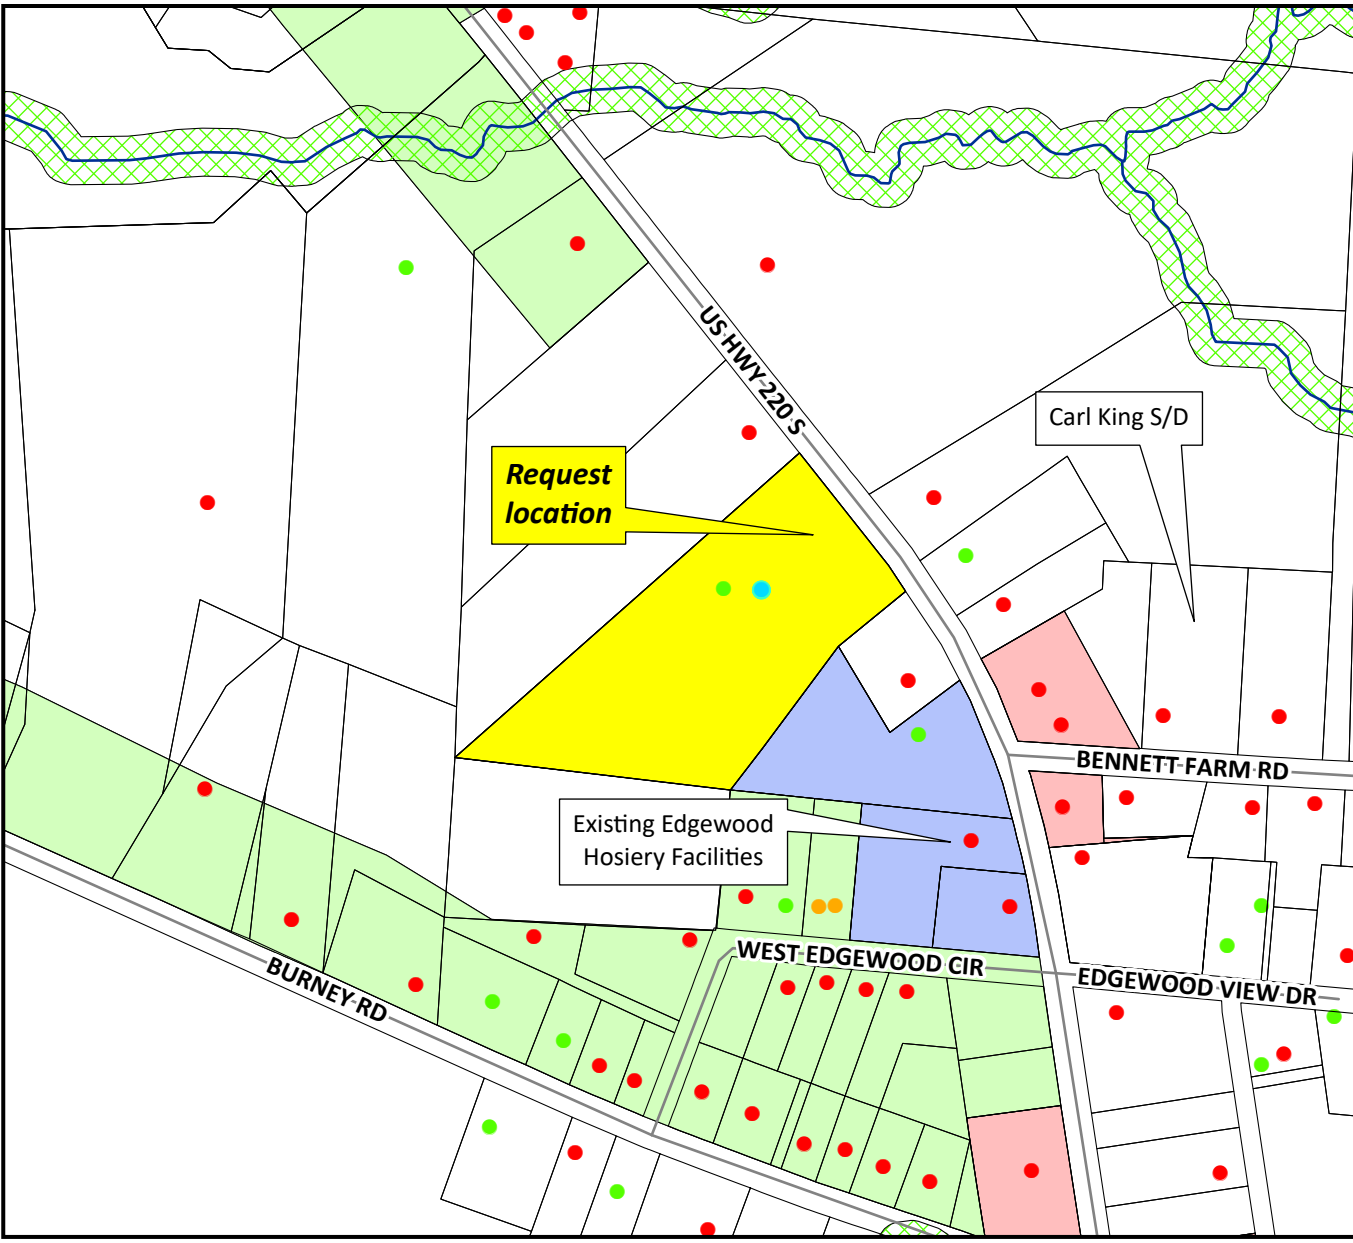 US HWY 220 S
Carl King S/D
Request
location
BENNETT FARM RD
Existing Edgewood
Hosiery Facilities
WEST EDGEWOOD CIR
EDGEWOOD VIEW DR
BURNEY RD